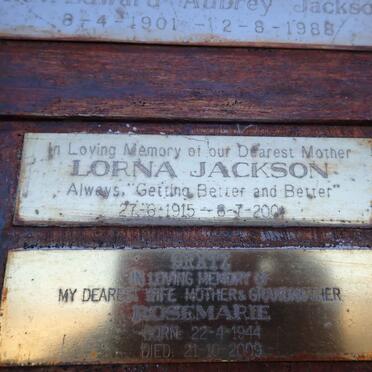 Edward Aubrey Jackson
8-4-1901 - 12-8-1988
In Loving Memory of our Dearest Mother
LORNA JACKSON
Always, "Getting Better and Better"
27-6-1915 - 8-7-2001
IN LOVING MEMORY OF
MY DEAREST WIFE MOTHER & GRANDMOTHER
ROSEMARIE
BORN: 22-4-1944
DIED: 21-10-2009